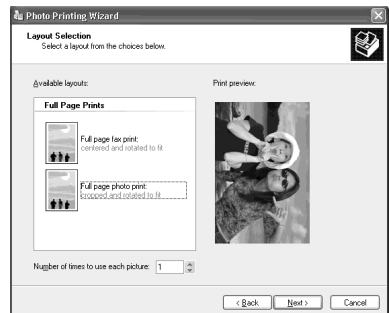 Photo Printing Wizard
Layout Selection
Select a layout from the choices below.
Available layouts:
Print preview:
Full Page Prints
Full page fax print:
centered and rotated to fit
Full page photo print:
cropped and rotated to fit
Number of times to use each picture: 1
< Back
Next >
Cancel